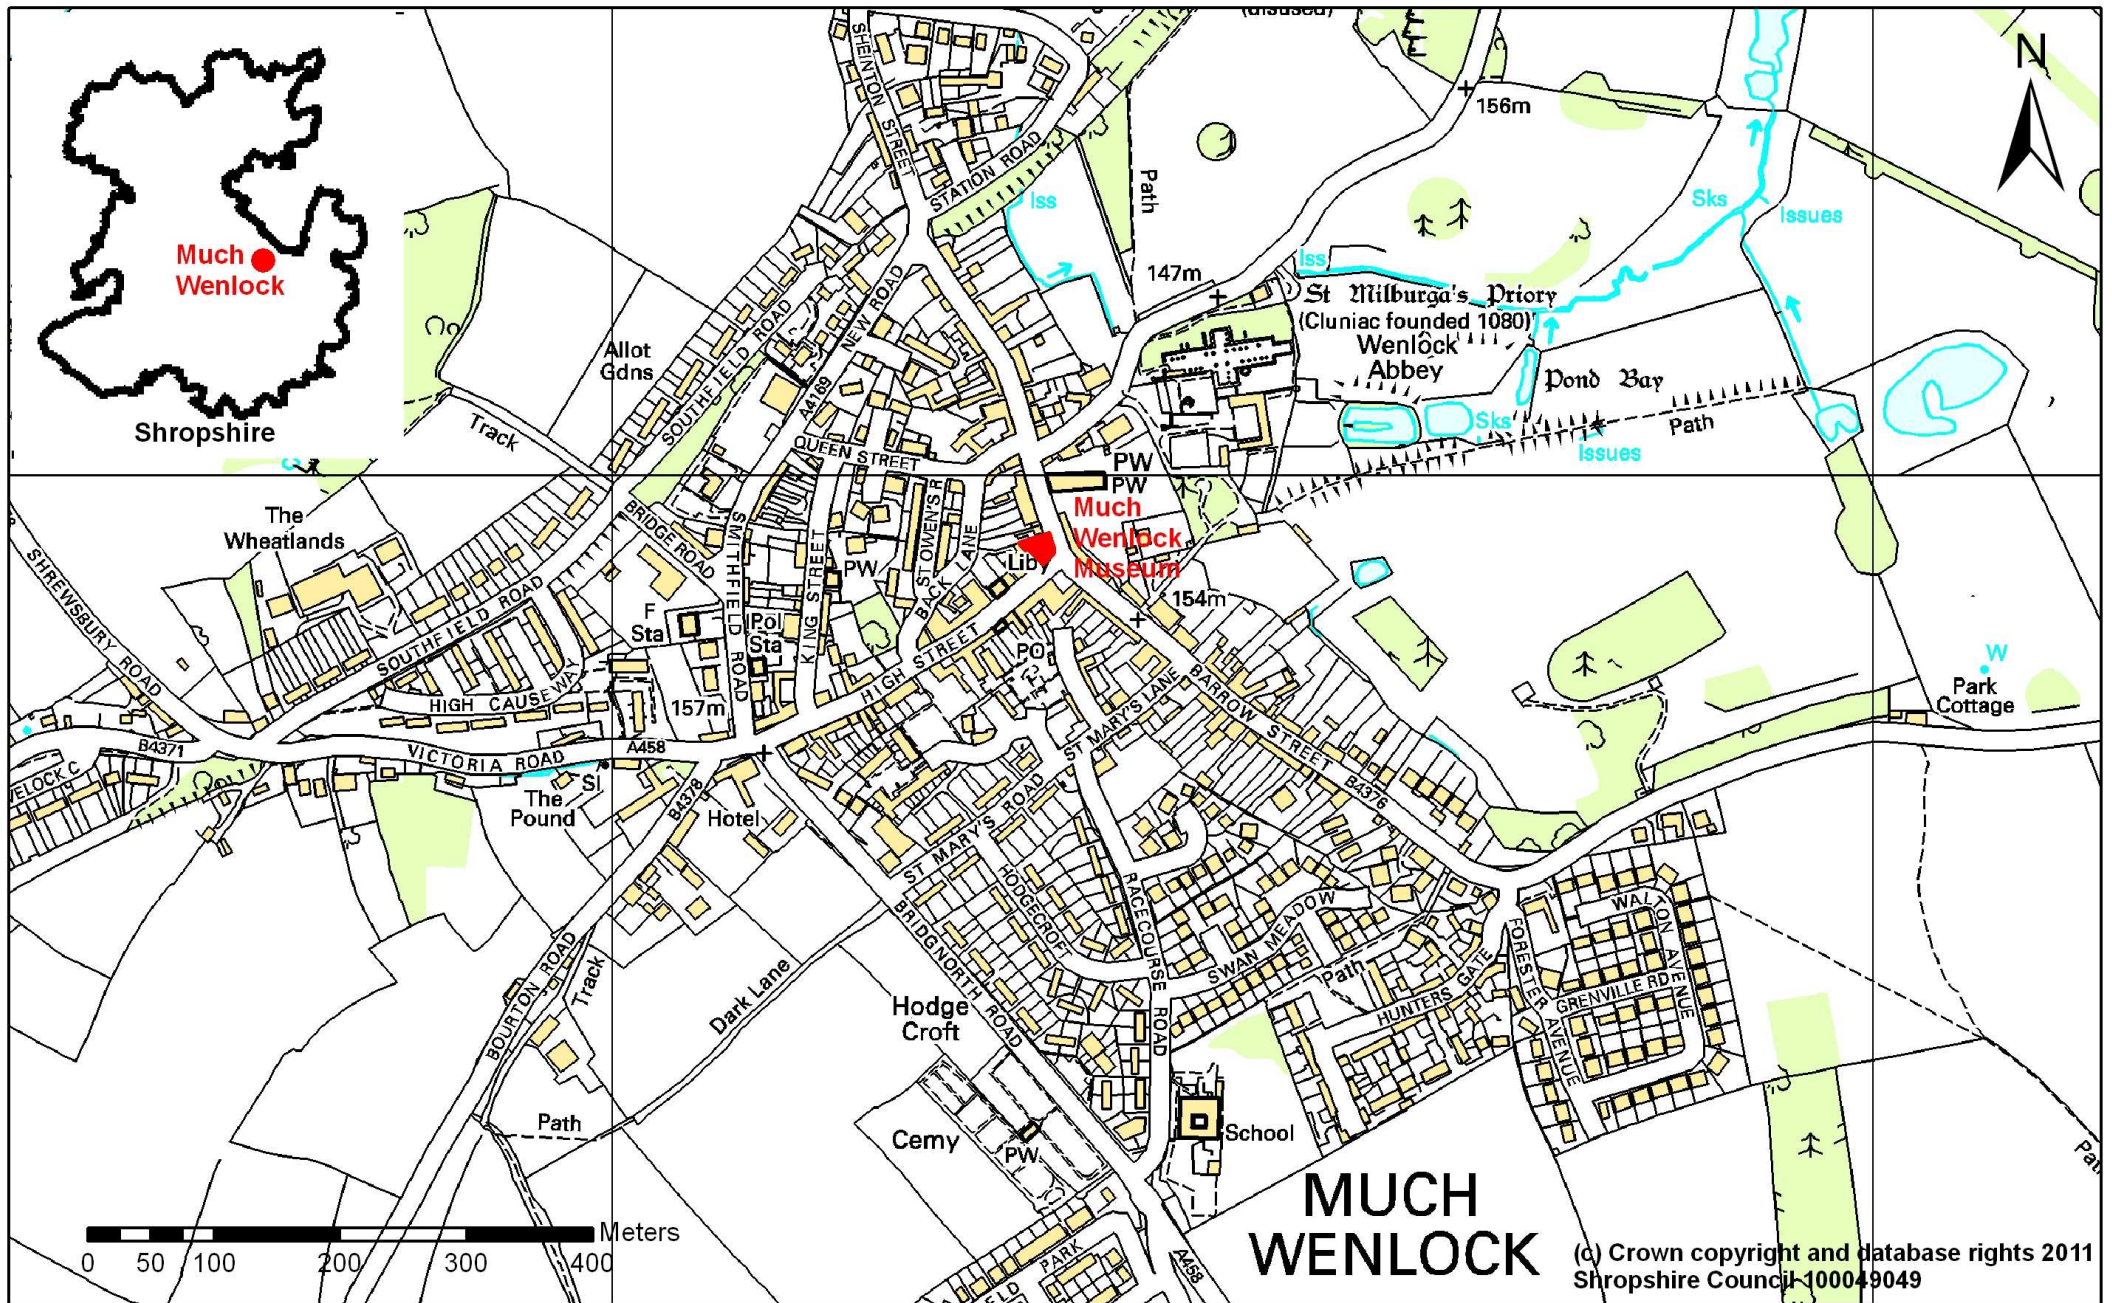 (disused)
N
SHEINTON STREET
STATION ROAD
156m
Path
Iss
Sks
Issues
Much
Wenlock
Shropshire
147m
Iss
St Milburga's Priory
(Cluniac founded 1080)
Wenlock
Abbey
Pond Bay
Sks
Issues
Path
Allot
Gdns
Track
SOUTHFIELD ROAD
NEW ROAD
A4169
QUEEN STREET
PW
PW
Much
Wenlock
Museum
Liby
154m
The
Wheatlands
BRIDGE ROAD
SMITHFIELD ROAD
KING STREET
PW
ST OWEN'S R
BACK LANE
SHREWSBURY ROAD
SOUTHFIELD ROAD
F
Sta
Pol
Sta
HIGH STREET
PO
HIGH CAUSEWAY
157m
ST MARY'S LANE
BARROW STREET
B4376
W
Park
Cottage
B4371
VICTORIA ROAD
A458
VELOCK C
Sl
The
Pound
B4378
Hotel
ST MARY'S ROAD
HODGECROFT
RACECOURSE ROAD
BRIDGNORTH ROAD
SWAN MEADOW
Path
HUNTERS GATE
FORESTER AVENUE
WALTON AVENUE
GRENVILLE RD
BOURTON ROAD
Track
Dark Lane
Hodge
Croft
Path
Cemy
PW
School
Path
MUCH
WENLOCK
PARK
A458
Meters
0 50 100 200 300 400
(c) Crown copyright and database rights 2011
Shropshire Council 100049049